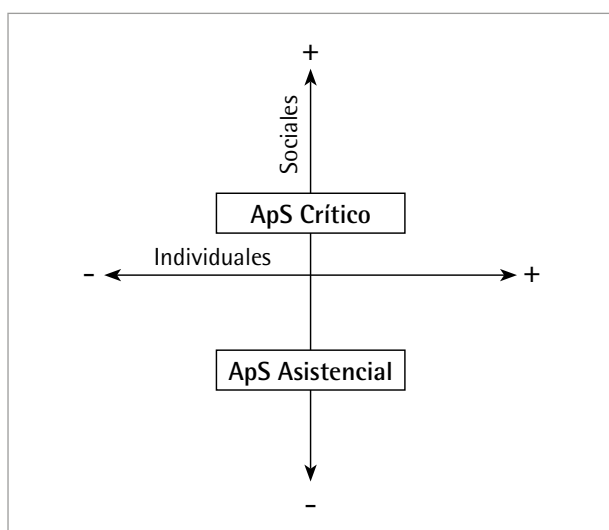 +
Sociales
ApS Crítico
Individuales
- +
ApS Asistencial
-